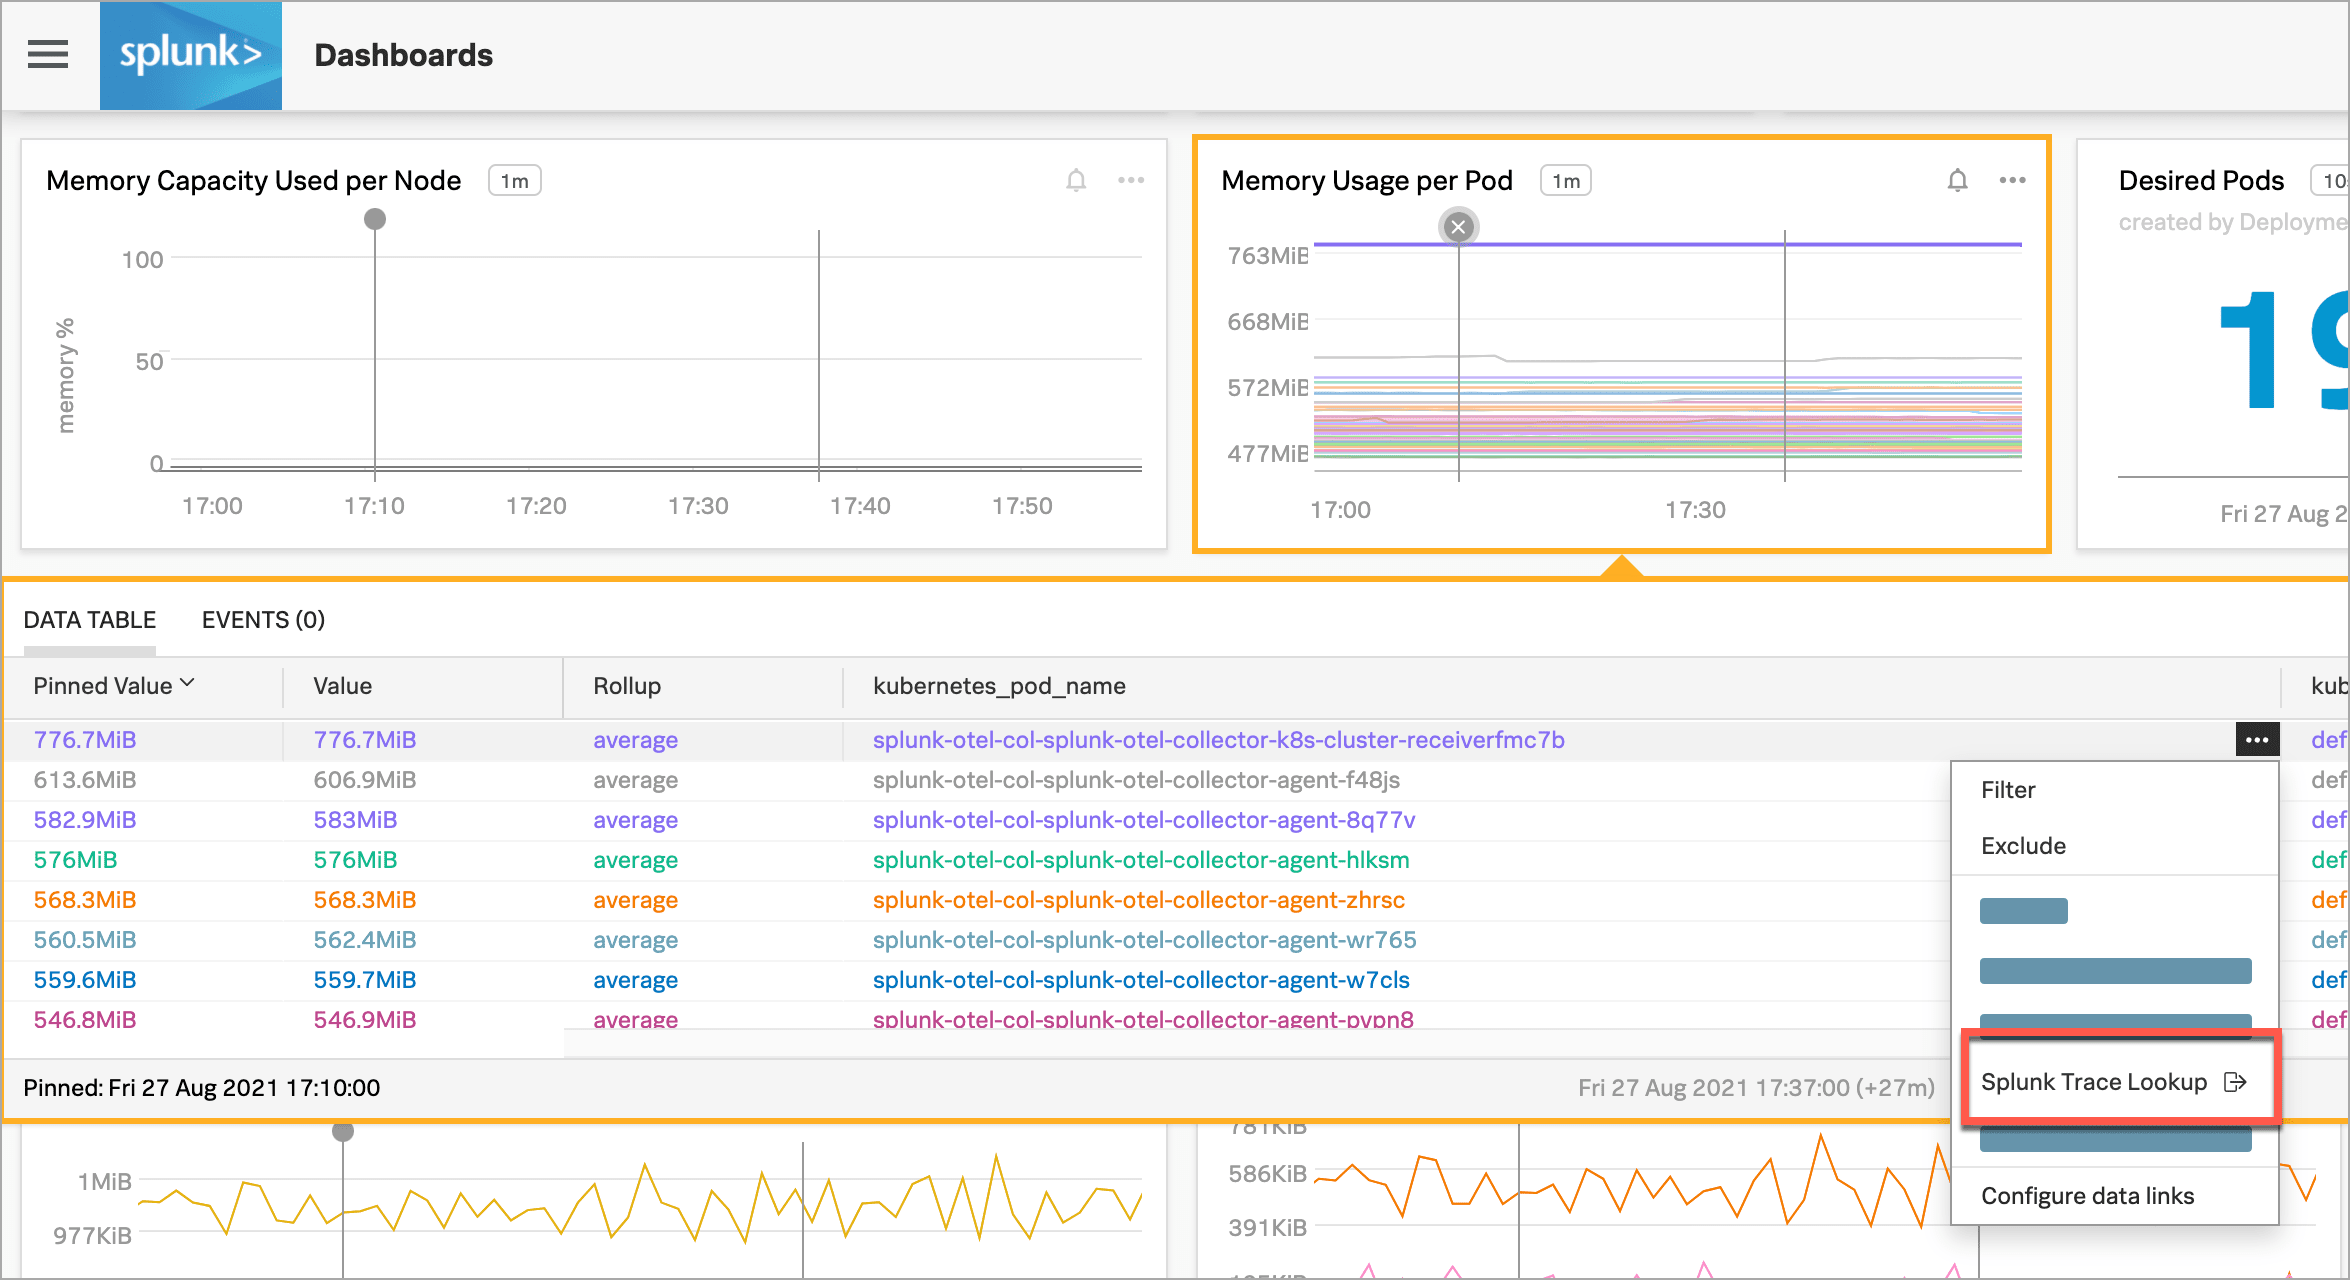 splunk> Dashboards
Memory Capacity Used per Node 1m
100
50
0
memory %
17:00 17:10 17:20 17:30 17:40 17:50
Memory Usage per Pod 1m
763MiB
668MiB
572MiB
477MiB
17:00 17:30
Desired Pods 10
created by Deployme
19
Fri 27 Aug 2
DATA TABLE EVENTS (0)
Pinned Value Value Rollup kubernetes_pod_name kub
776.7MiB 776.7MiB average splunk-otel-col-splunk-otel-collector-k8s-cluster-receiverfmc7b def
613.6MiB 606.9MiB average splunk-otel-col-splunk-otel-collector-agent-f48js def
582.9MiB 583MiB average splunk-otel-col-splunk-otel-collector-agent-8q77v def
576MiB 576MiB average splunk-otel-col-splunk-otel-collector-agent-hlksm def
568.3MiB 568.3MiB average splunk-otel-col-splunk-otel-collector-agent-zhrsc def
560.5MiB 562.4MiB average splunk-otel-col-splunk-otel-collector-agent-wr765 def
559.6MiB 559.7MiB average splunk-otel-col-splunk-otel-collector-agent-w7cls def
546.8MiB 546.9MiB average splunk-otel-col-splunk-otel-collector-agent-pvpn8 def
Filter
Exclude
Splunk Trace Lookup
Configure data links
Pinned: Fri 27 Aug 2021 17:10:00 Fri 27 Aug 2021 17:37:00 (+27m)
1MiB
977KiB
781KiB
586KiB
391KiB